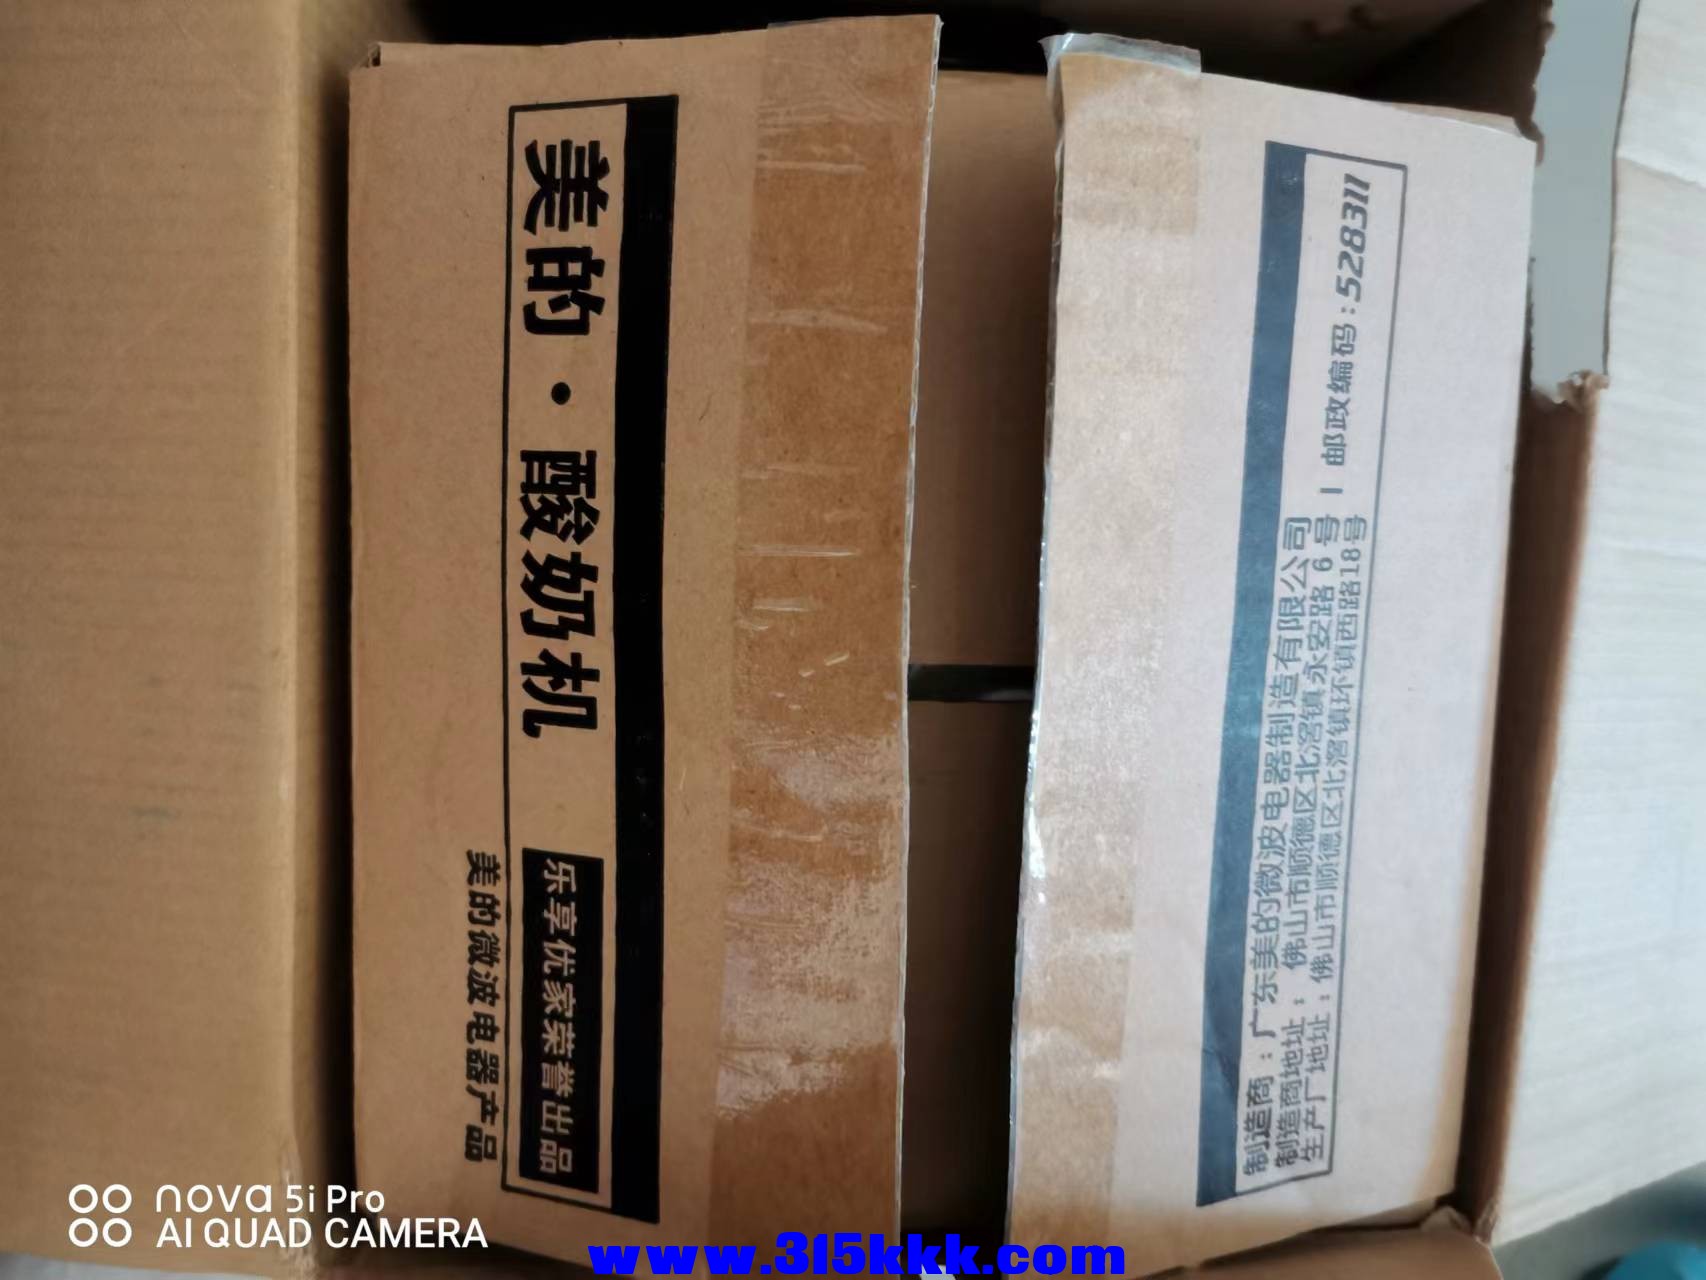 美的·酸奶机
乐享优家荣誉出品
美的微波电器产品
制造商：广东美的微波电器制造有限公司
制造商地址：佛山市顺德区北滘镇永安路6号 | 邮政编码：528311
生产厂地址：佛山市顺德区北滘镇环镇西路18号
nova 5i Pro
AI QUAD CAMERA
www.315kkk.com